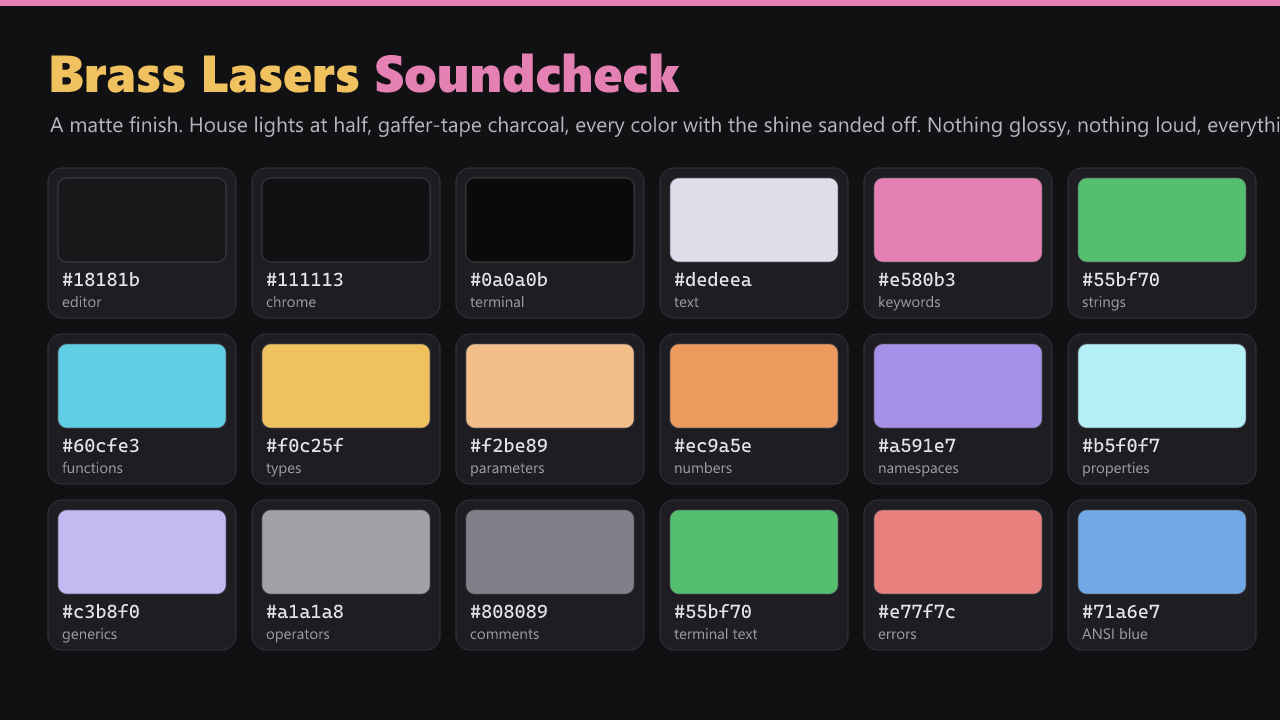 Brass Lasers Soundcheck
A matte finish. House lights at half, gaffer-tape charcoal, every color with the shine sanded off. Nothing glossy, nothing loud,
#18181b #111113 #0a0a0b #dedeea #e580b3 #55bf70
editor chrome terminal text keywords strings
#60cfe3 #f0c25f #f2be89 #ec9a5e #a591e7 #b5f0f7
functions types parameters numbers namespaces properties
#c3b8f0 #a1a1a8 #808089 #55bf70 #e77f7c #71a6e7
generics operators comments terminal text errors ANSI blue